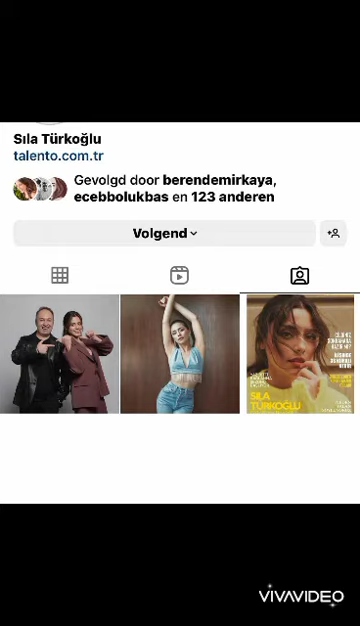 Sıla Türkoğlu
talento.com.tr
Gevolgd door berendemirkaya,
ecebbolukbas en 123 anderen
Volgend
SILA
TÜRKOĞLU
VIVAVIDEO